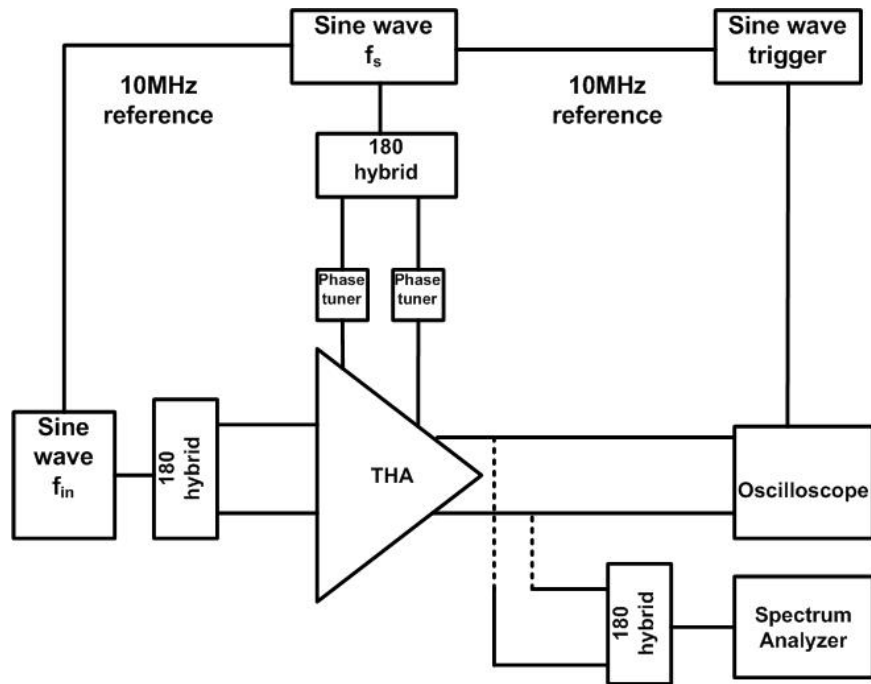 Sine wave
fs
Sine wave
trigger
10MHz
reference
10MHz
reference
180
hybrid
Phase
tuner
Phase
tuner
Sine
wave
fin
180
hybrid
THA
Oscilloscope
180
hybrid
Spectrum
Analyzer